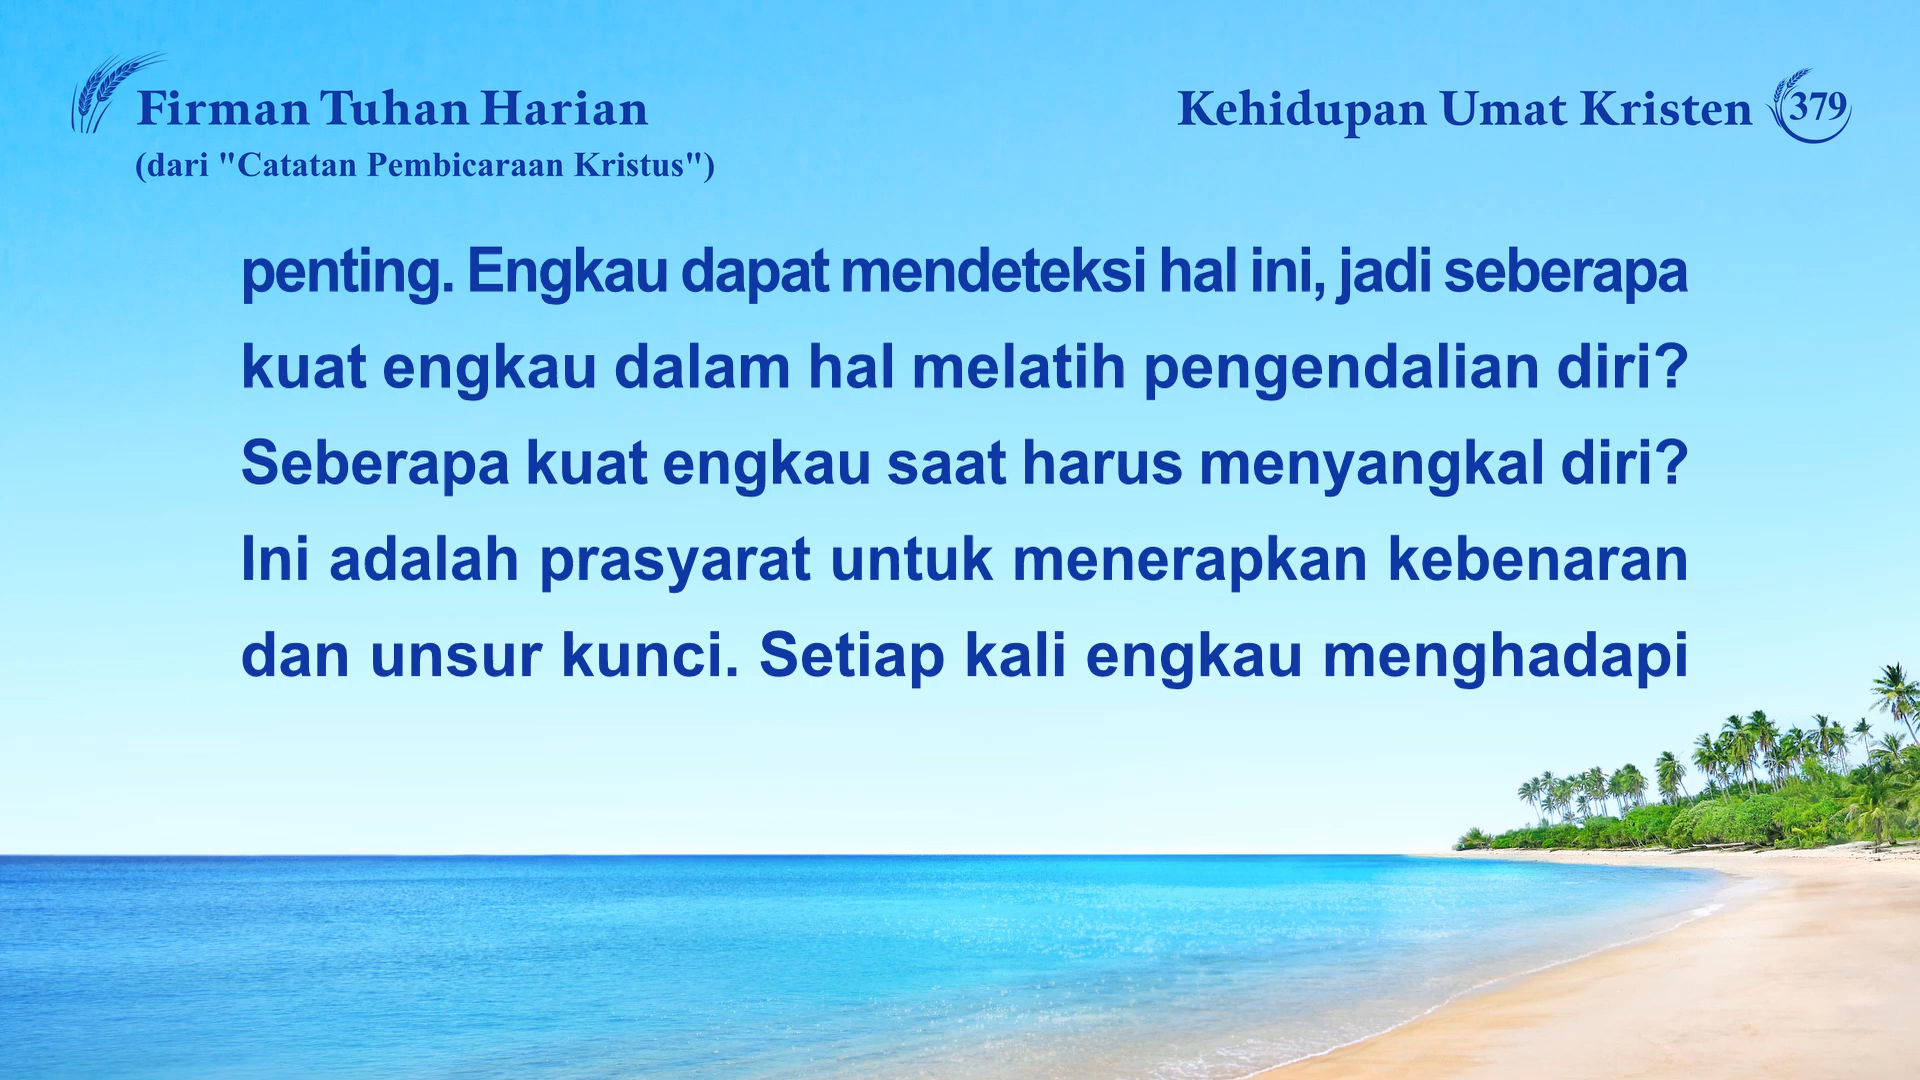 Firman Tuhan Harian
(dari "Catatan Pembicaraan Kristus")
Kehidupan Umat Kristen 379
penting. Engkau dapat mendeteksi hal ini, jadi seberapa
kuat engkau dalam hal melatih pengendalian diri?
Seberapa kuat engkau saat harus menyangkal diri?
Ini adalah prasyarat untuk menerapkan kebenaran
dan unsur kunci. Setiap kali engkau menghadapi